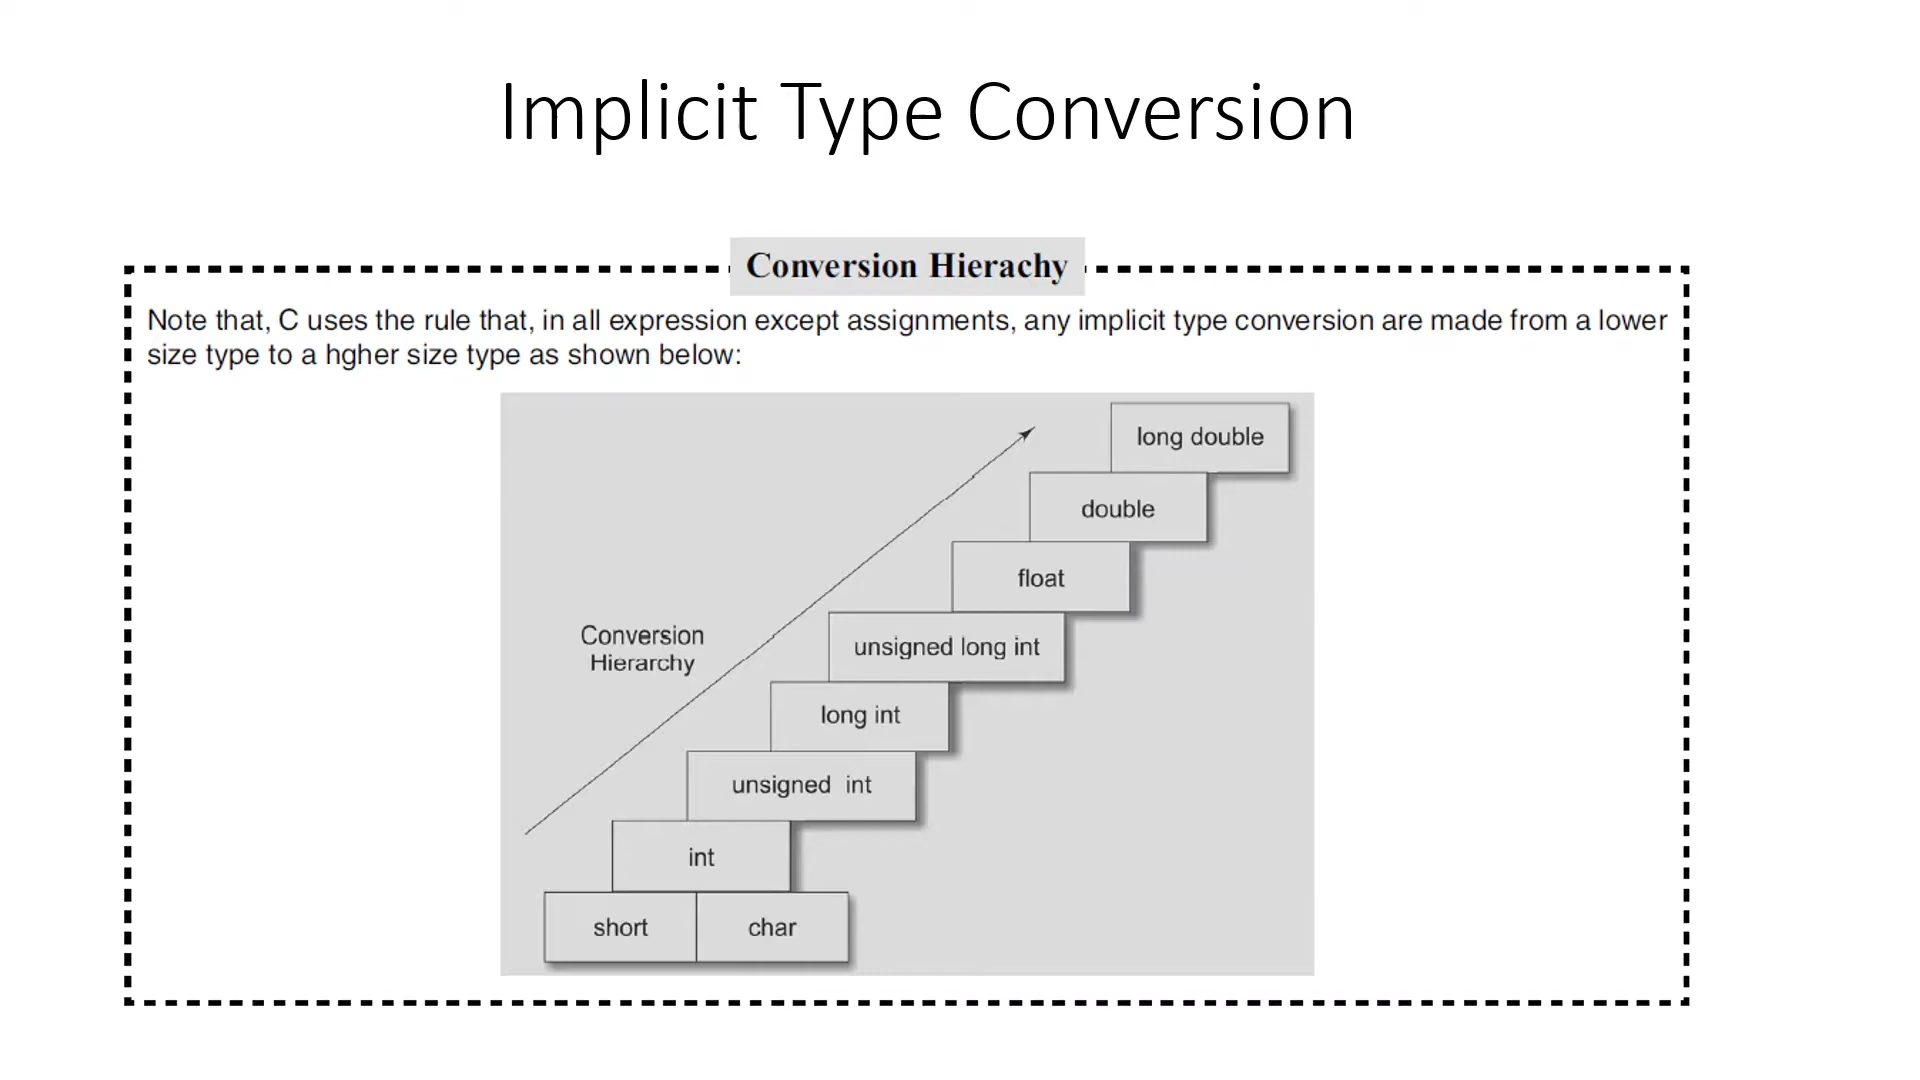 Implicit Type Conversion
Conversion Hierachy
Note that, C uses the rule that, in all expression except assignments, any implicit type conversion are made from a lower
size type to a hgher size type as shown below:
long double
double
float
Conversion
Hierarchy
unsigned long int
long int
unsigned int
int
short char